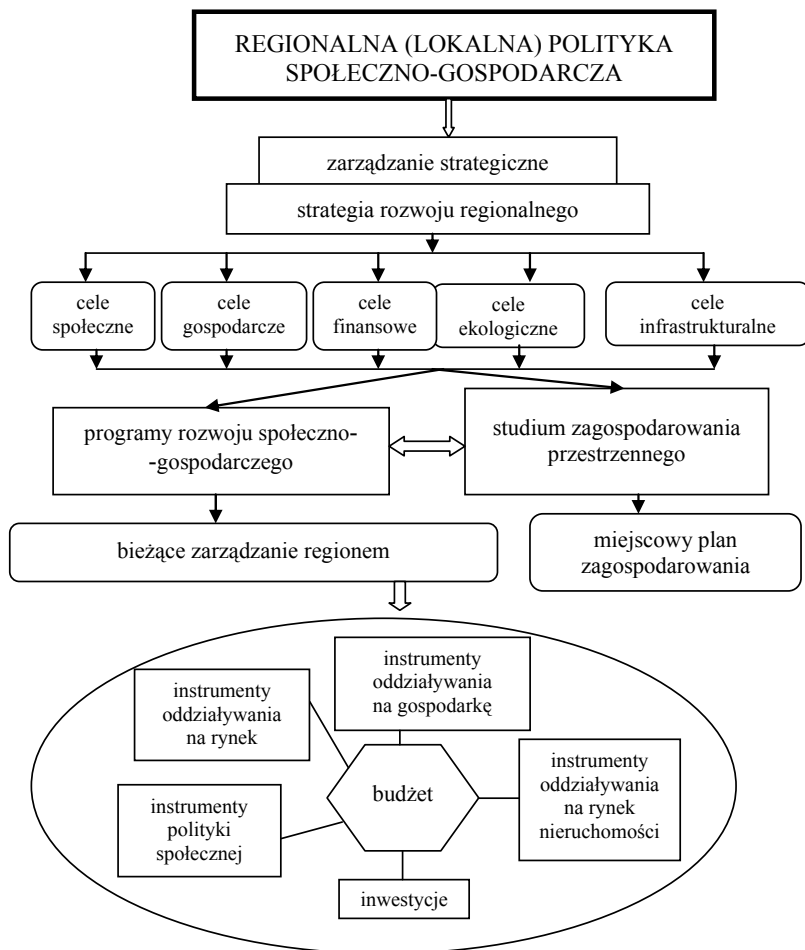 REGIONALNA (LOKALNA) POLITYKA
SPOŁECZNO-GOSPODARCZA
zarządzanie strategiczne
strategia rozwoju regionalnego
cele
społeczne
cele
gospodarcze
cele
finansowe
cele
ekologiczne
cele
infrastrukturalne
programy rozwoju społeczno-
-gospodarczego
studium zagospodarowania
przestrzennego
bieżące zarządzanie regionem
miejscowy plan
zagospodarowania
instrumenty
oddziaływania
na gospodarkę
instrumenty
oddziaływania
na rynek
instrumenty
oddziaływania
na rynek
nieruchomości
budżet
instrumenty
polityki
społecznej
inwestycje